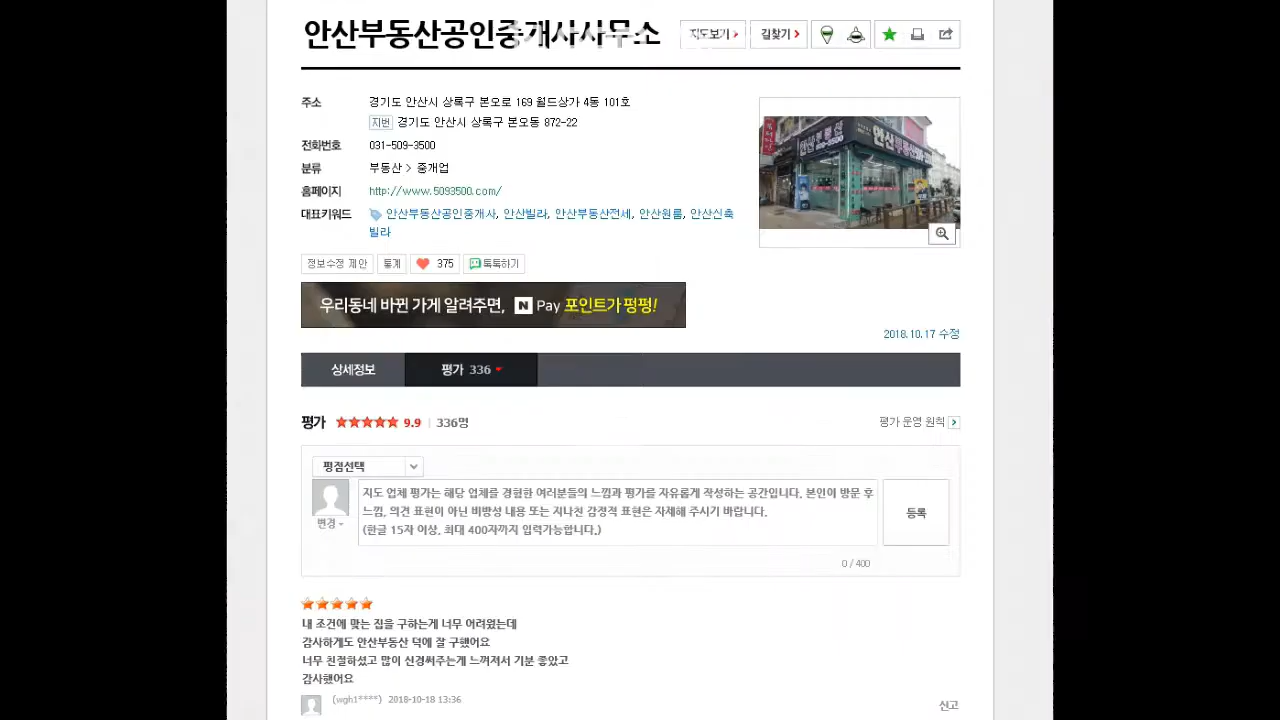 안산부동산공인중개사사무소
지도보기
길찾기
주소 경기도 안산시 상록구 본오로 169 월드상가 4동 101호
지번 경기도 안산시 상록구 본오동 872-22
전화번호 031-509-3500
분류 부동산 > 중개업
홈페이지 http://www.5093500.com/
대표키워드 안산부동산공인중개사, 안산빌라, 안산부동산전세, 안산원룸, 안산신축
빌라
정보수정 제안 통계 375 톡톡하기
우리동네 바뀐 가게 알려주면, N Pay 포인트가 펑펑!
2018.10.17 수정
상세정보 평가 336
평가 9.9 336명 평가 운영 원칙
평점선택
지도 업체 평가는 해당 업체를 경험한 여러분들의 느낌과 평가를 자유롭게 작성하는 공간입니다. 본인이 방문 후
느낌, 의견 표현이 아닌 비방성 내용 또는 지나친 감정적 표현은 자제해 주시기 바랍니다.
(한글 15자 이상, 최대 400자까지 입력가능합니다.)
변경
등록
0 / 400
내 조건에 맞는 집을 구하는게 너무 어려웠는데
감사하게도 안산부동산 덕에 잘 구했어요
너무 친절하셨고 많이 신경써주는게 느껴져서 기분 좋았고
감사했어요
(wgh1****) 2018-10-18 13:36
신고